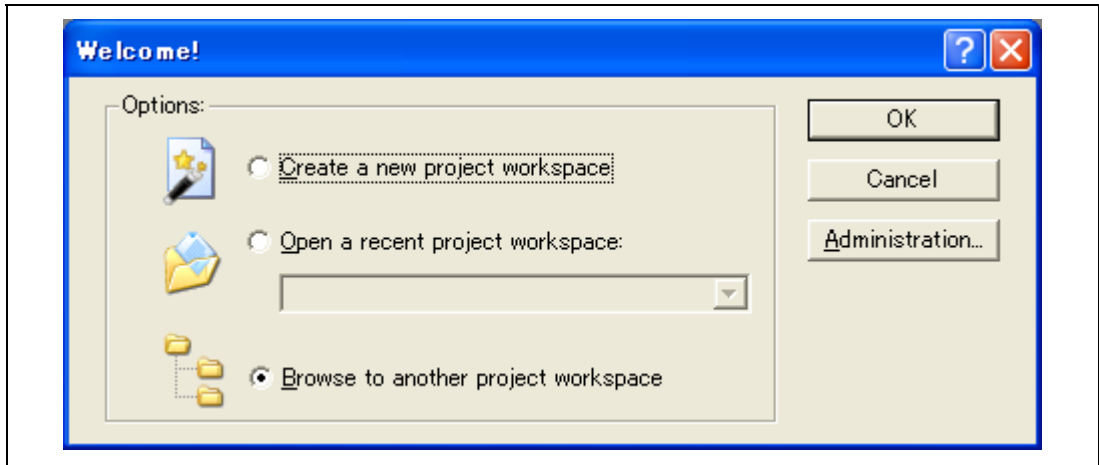 Welcome!
Options:
Create a new project workspace
Open a recent project workspace:
Browse to another project workspace
OK
Cancel
Administration...